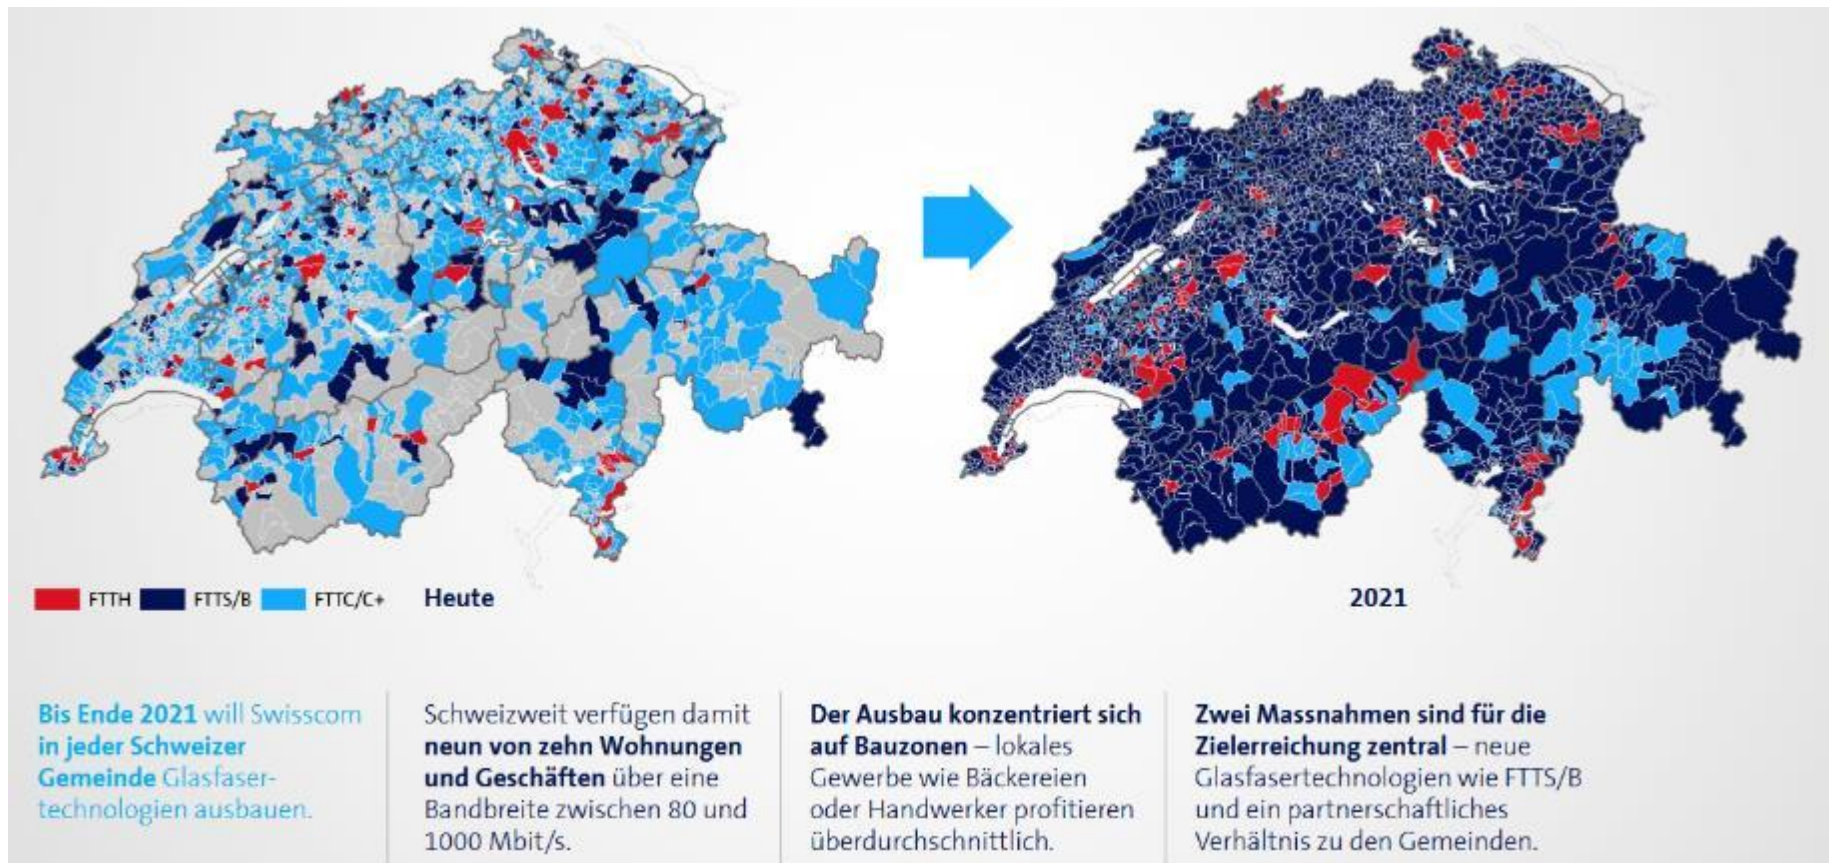 FTTH FTTS/B FTTC/C+ Heute
2021
Bis Ende 2021 will Swisscom
in jeder Schweizer
Gemeinde Glasfaser-
technologien ausbauen.
Schweizweit verfügen damit
neun von zehn Wohnungen
und Geschäften über eine
Bandbreite zwischen 80 und
1000 Mbit/s.
Der Ausbau konzentriert sich
auf Bauzonen – lokales
Gewerbe wie Bäckereien
oder Handwerker profitieren
überdurchschnittlich.
Zwei Massnahmen sind für die
Zielerreichung zentral – neue
Glasfasertechnologien wie FTTS/B
und ein partnerschaftliches
Verhältnis zu den Gemeinden.